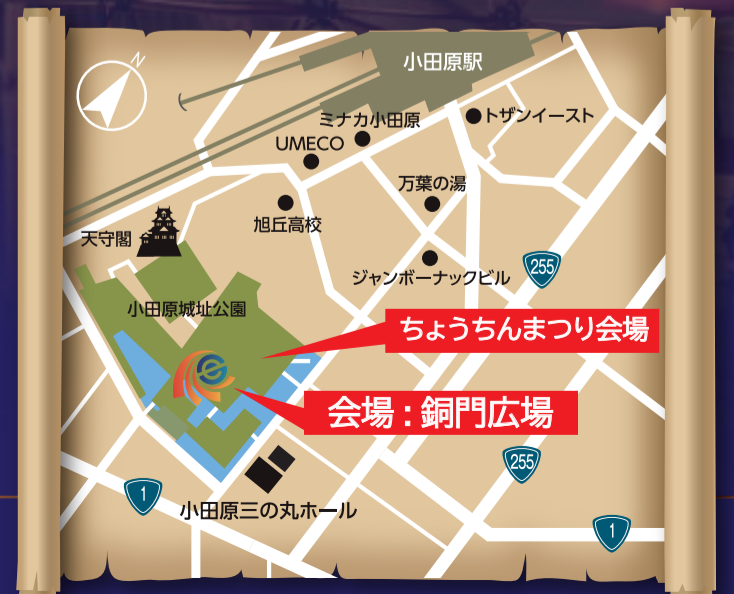 N
小田原駅
ミナカ小田原
トザンイースト
UMECO
万葉の湯
旭丘高校
天守閣
ジャンボーナックビル
255
小田原城址公園
ちょうちんまつり会場
e
会場：銅門広場
255
1
小田原三の丸ホール
1